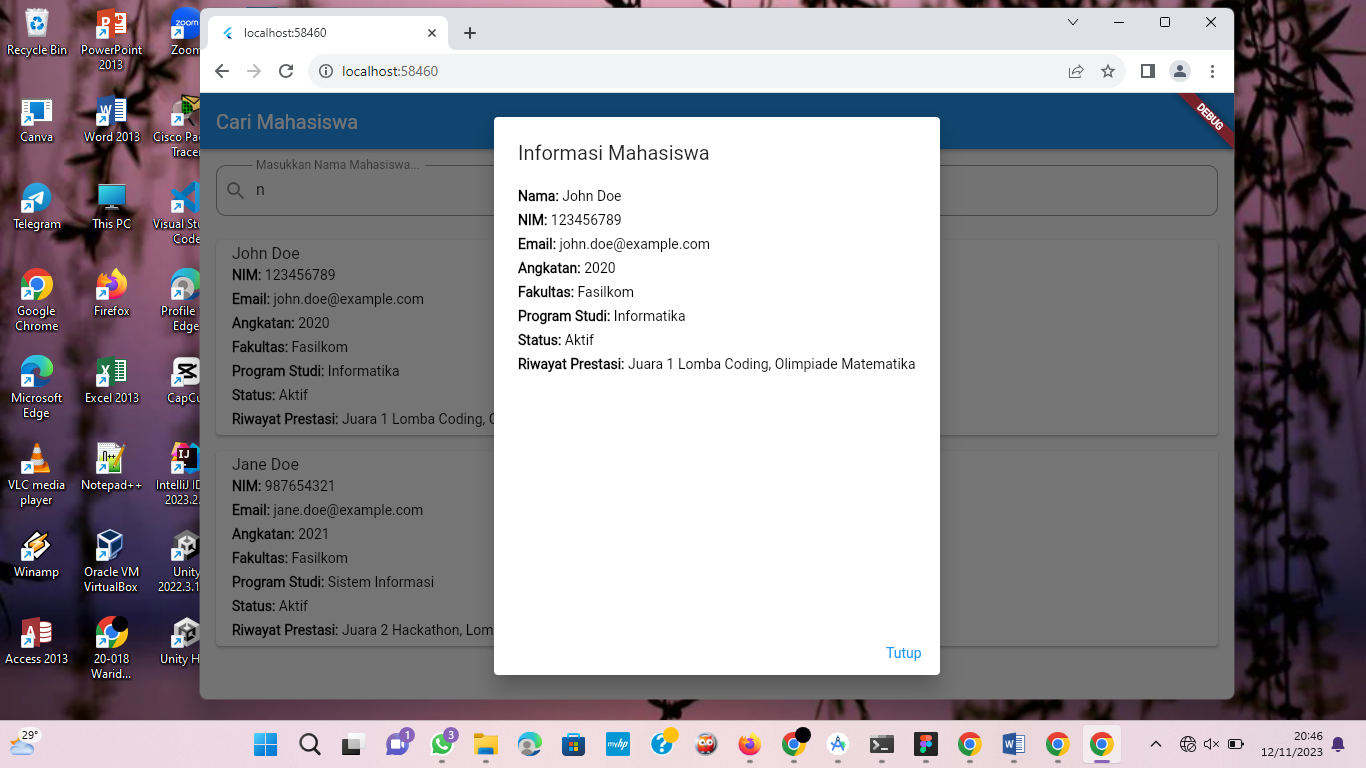 Recycle Bin
PowerPoint
2013
Zoom
zoom
Canva
Word 2013
Cisco Pac
Tracer
Telegram
This PC
Visual Stu
Code
Google
Chrome
Firefox
Profile
Edge
Microsoft
Edge
Excel 2013
CapCu
VLC media
player
Notepad++
IntelliJ ID
2023.2.
Winamp
Oracle VM
VirtualBox
Unity
2022.3.1
Access 2013
20-018
Warid...
Unity H
localhost:58460
localhost:58460
Cari Mahasiswa
DEBUG
Masukkan Nama Mahasiswa...
n
John Doe
NIM: 123456789
Email: john.doe@example.com
Angkatan: 2020
Fakultas: Fasilkom
Program Studi: Informatika
Status: Aktif
Riwayat Prestasi: Juara 1 Lomba Coding,
Jane Doe
NIM: 987654321
Email: jane.doe@example.com
Angkatan: 2021
Fakultas: Fasilkom
Program Studi: Sistem Informasi
Status: Aktif
Riwayat Prestasi: Juara 2 Hackathon, Lom
Informasi Mahasiswa
Nama: John Doe
NIM: 123456789
Email: john.doe@example.com
Angkatan: 2020
Fakultas: Fasilkom
Program Studi: Informatika
Status: Aktif
Riwayat Prestasi: Juara 1 Lomba Coding, Olimpiade Matematika
Tutup
29°
1
3
myhp
20:46
12/11/2023